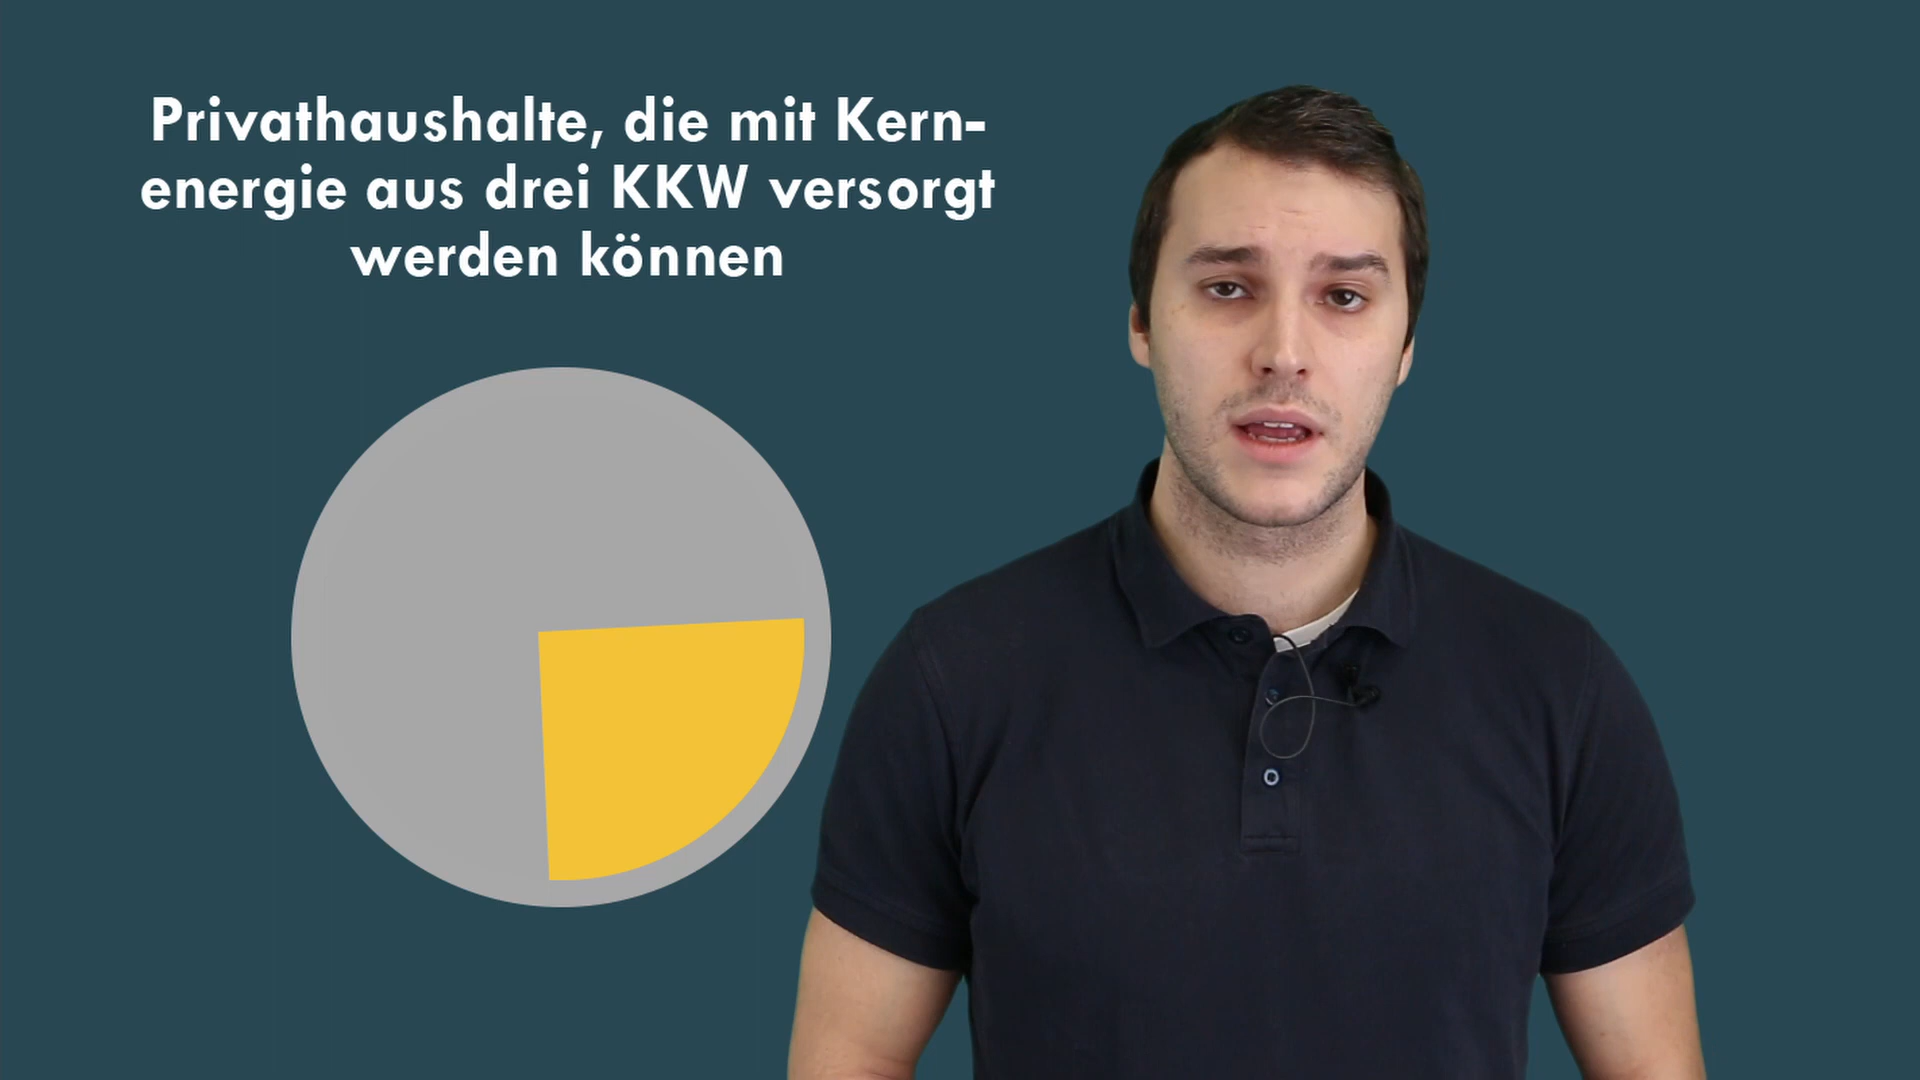 Privathaushalte, die mit Kern-
energie aus drei KKW versorgt
werden können